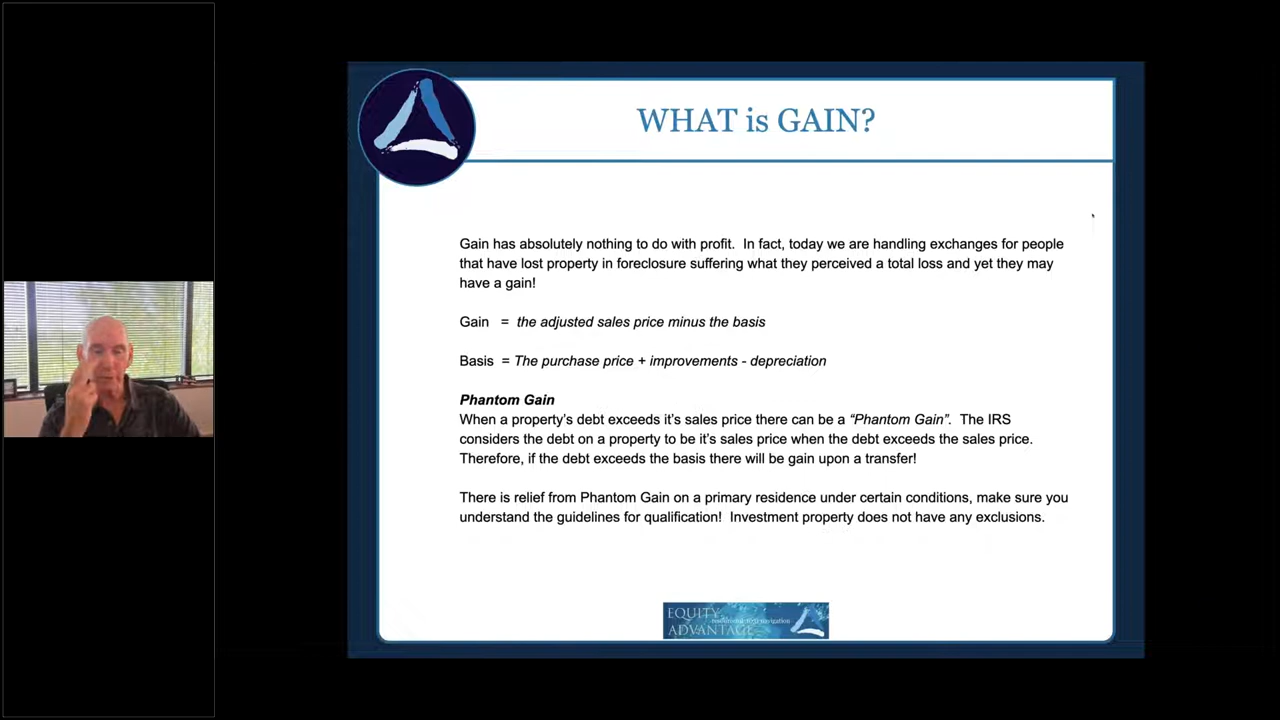 WHAT is GAIN?
Gain has absolutely nothing to do with profit. In fact, today we are handling exchanges for people
that have lost property in foreclosure suffering what they perceived a total loss and yet they may
have a gain!
Gain = the adjusted sales price minus the basis
Basis = The purchase price + improvements - depreciation
Phantom Gain
When a property's debt exceeds it's sales price there can be a “Phantom Gain”. The IRS
considers the debt on a property to be it's sales price when the debt exceeds the sales price.
Therefore, if the debt exceeds the basis there will be gain upon a transfer!
There is relief from Phantom Gain on a primary residence under certain conditions, make sure you
understand the guidelines for qualification! Investment property does not have any exclusions.
EQUITY
ADVANTAGE